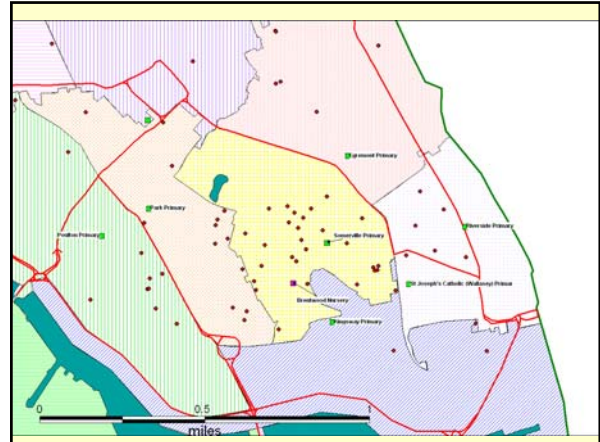 Egremont Primary
Park Primary
Riverside Primary
Poulton Primary
Somerville Primary
St Joseph's Catholic (Wallasey) Primar
Brentwood Nursery
Kingsway Primary
0
0.5
1
miles